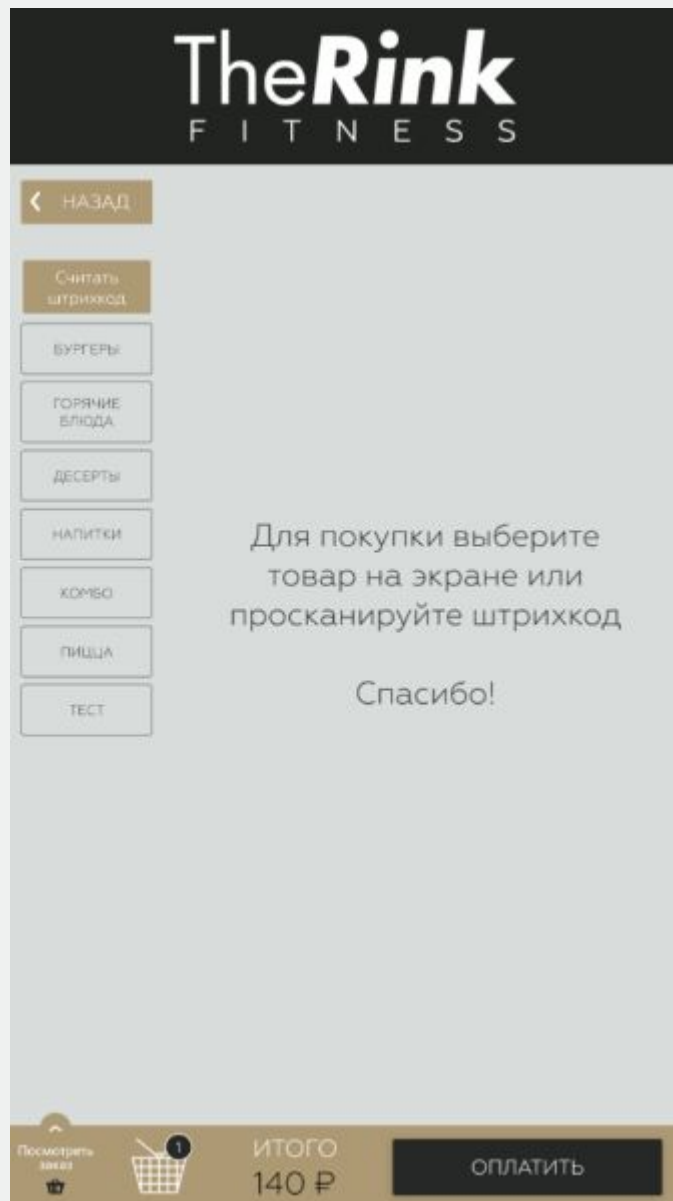 TheRink
FITNESS
НАЗАД
Считать
штрихкод
БУРГЕРЫ
ГОРЯЧИЕ
БЛЮДА
ДЕСЕРТЫ
НАПИТКИ
КОМБО
ПИЦЦА
ТЕСТ
Для покупки выберите
товар на экране или
просканируйте штрихкод
Спасибо!
Посмотреть
заказ
1
ИТОГО
140 ₽
ОПЛАТИТЬ